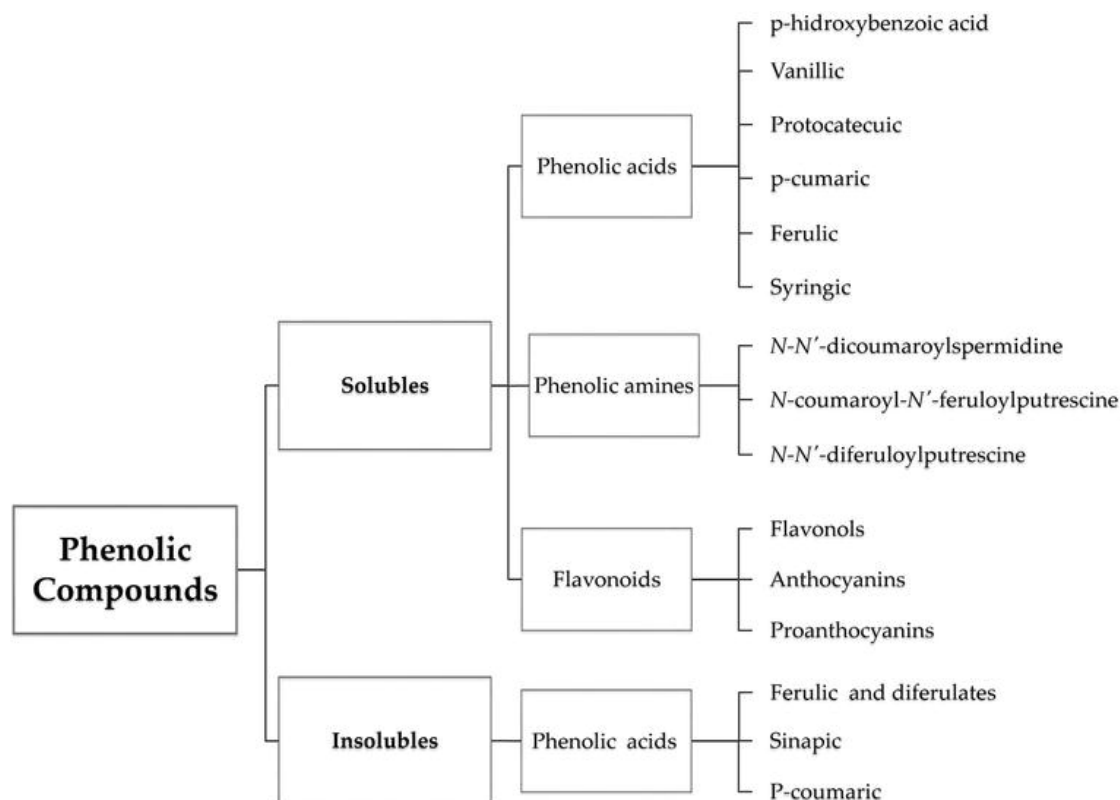 Phenolic
Compounds
Solubles
Phenolic acids
p-hidroxybenzoic acid
Vanillic
Protocatecuic
p-cumaric
Ferulic
Syringic
Phenolic amines
N-N′-dicoumaroylspermidine
N-coumaroyl-N′-feruloylputrescine
N-N′-diferuloylputrescine
Flavonoids
Flavonols
Anthocyanins
Proanthocyanins
Insolubles
Phenolic acids
Ferulic and diferulates
Sinapic
P-coumaric